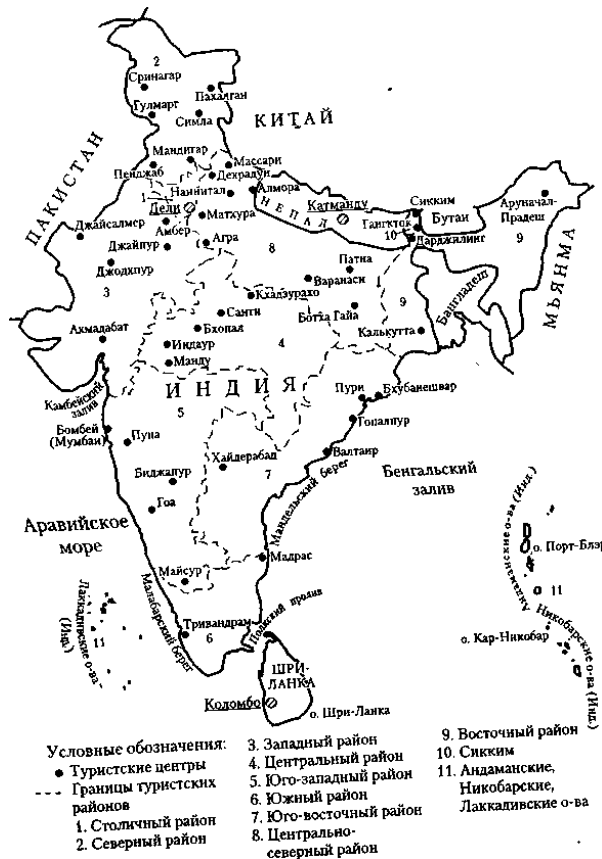 2
Сринагар
Пахалган
Гулмарг
Симла
КИТАЙ
ПАКИСТАН
Мандигар
Массари
Пенджаб
Дехрадун
1
Наннитал
Алмора
Дели
НЕПАЛ
Катманду
Сикким
Бутан
Аруначал-
Прадеш
9
Джайсалмер
Матхура
Гангкток
10
Дарджилинг
Амбер
Агра
8
Джайпур
Джодхпур
Патна
Варанаси
МЬЯНМА
Бангладеш
3
Кхадзурахо
9
Санти
Ботха Гайа
Бхопал
Калькутта
Ахмадабат
Индаур
4
Манду
ИНДИЯ
Камбейский
залив
5
Пури
Бхубанешвар
Гопалпур
Бомбей
(Мумбаи)
Пуна
Хайдерабад
7
Валтаир
Биджапур
Гоа
Мандельский берег
Бенгальский
залив
Аравийское
море
Андаманские о-ва (Инд.)
о. Порт-Блэр
Мадрас
Майсур
11
Лаккадивские о-ва
(Инд.)
11
Малабарский берег
Тривандрам
6
Полкский пролив
Никобарские о-ва (Инд.)
о. Кар-Никобар
ШРИ-
ЛАНКА
Коломбо
о. Шри-Ланка
Условные обозначения:
Туристские центры
Границы туристских
районов
1. Столичный район
2. Северный район
3. Западный район
4. Центральный район
5. Юго-западный район
6. Южный район
7. Юго-восточный район
8. Центрально-
северный район
9. Восточный район
10. Сикким
11. Андаманские,
Никобарские,
Лаккадивские о-ва